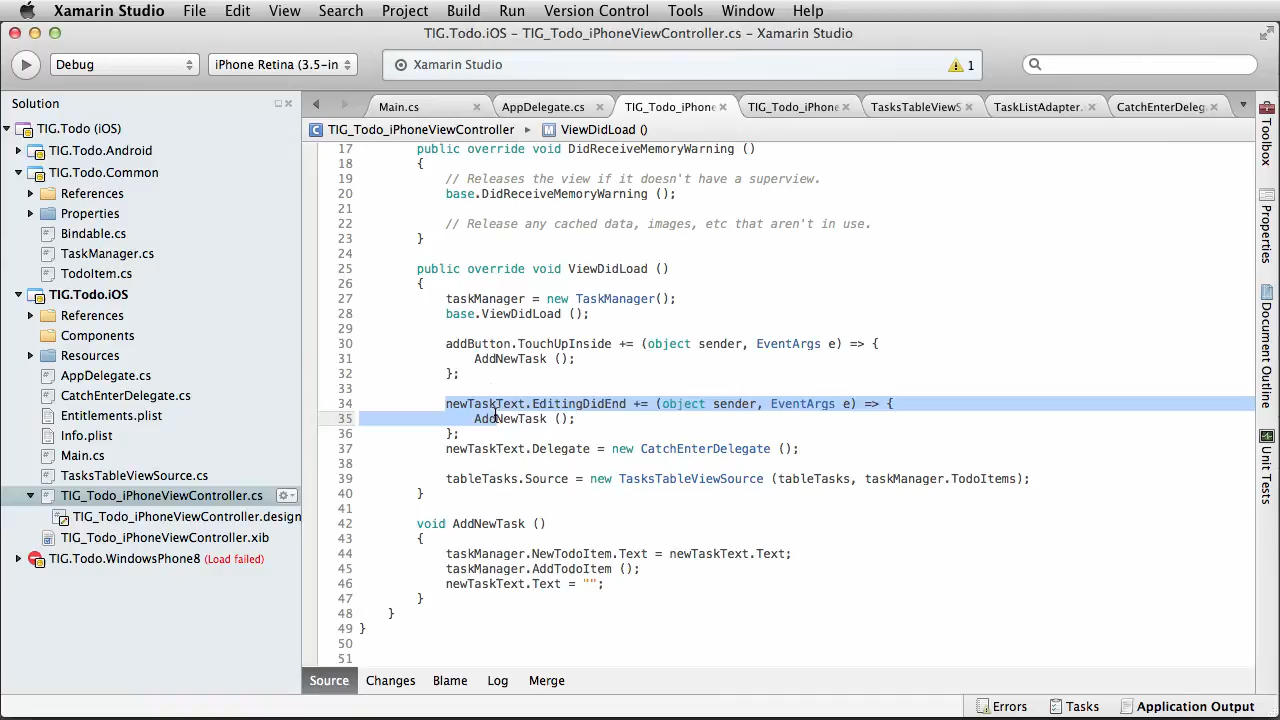 Xamarin Studio File Edit View Search Project Build Run Version Control Tools Window Help
TIG.Todo.iOS – TIG_Todo_iPhoneViewController.cs – Xamarin Studio
Debug iPhone Retina (3.5-in Xamarin Studio 1
Solution
TIG.Todo (iOS)
TIG.Todo.Android
TIG.Todo.Common
References
Properties
Bindable.cs
TaskManager.cs
TodoItem.cs
TIG.Todo.iOS
References
Components
Resources
AppDelegate.cs
CatchEnterDelegate.cs
Entitlements.plist
Info.plist
Main.cs
TasksTableViewSource.cs
TIG_Todo_iPhoneViewController.cs
TIG_Todo_iPhoneViewController.design
TIG_Todo_iPhoneViewController.xib
TIG.Todo.WindowsPhone8 (Load failed)
Main.cs AppDelegate.cs TIG_Todo_iPhone TIG_Todo_iPhone TasksTableViewS TaskListAdapter. CatchEnterDeleg
TIG_Todo_iPhoneViewController ViewDidLoad ()
17 public override void DidReceiveMemoryWarning ()
18 {
19 // Releases the view if it doesn't have a superview.
20 base.DidReceiveMemoryWarning ();
21
22 // Release any cached data, images, etc that aren't in use.
23 }
24
25 public override void ViewDidLoad ()
26 {
27 taskManager = new TaskManager();
28 base.ViewDidLoad ();
29
30 addButton.TouchUpInside += (object sender, EventArgs e) => {
31 AddNewTask ();
32 };
33
34 newTaskText.EditingDidEnd += (object sender, EventArgs e) => {
35 AddNewTask ();
36 };
37 newTaskText.Delegate = new CatchEnterDelegate ();
38
39 tableTasks.Source = new TasksTableViewSource (tableTasks, taskManager.TodoItems);
40 }
41
42 void AddNewTask ()
43 {
44 taskManager.NewTodoItem.Text = newTaskText.Text;
45 taskManager.AddTodoItem ();
46 newTaskText.Text = "";
47 }
48 }
49 }
50
51
Source Changes Blame Log Merge
Toolbox
Properties
Document Outline
Unit Tests
Errors Tasks Application Output